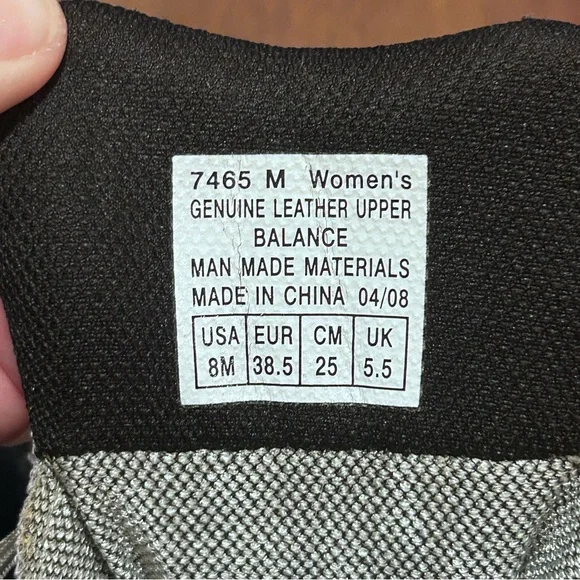 7465 M Women's
GENUINE LEATHER UPPER
BALANCE
MAN MADE MATERIALS
MADE IN CHINA 04/08
USA EUR CM UK
8M 38.5 25 5.5